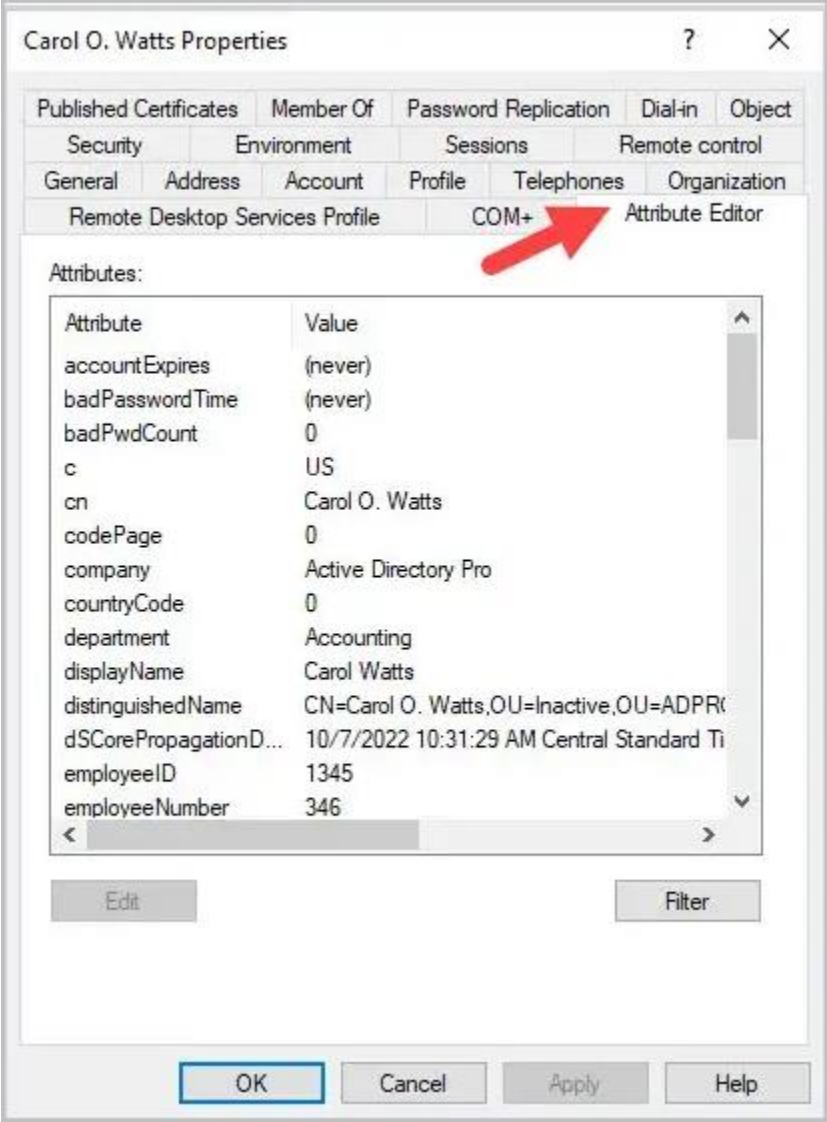 Carol O. Watts Properties ?
Published Certificates Member Of Password Replication Dial-in Object
Security Environment Sessions Remote control
General Address Account Profile Telephones Organization
Remote Desktop Services Profile COM+ Attribute Editor
Attributes:
Attribute Value
accountExpires (never)
badPasswordTime (never)
badPwdCount 0
c US
cn Carol O. Watts
codePage 0
company Active Directory Pro
countryCode 0
department Accounting
displayName Carol Watts
distinguishedName CN=Carol O. Watts,OU=Inactive,OU=ADPR
dSCorePropagationD... 10/7/2022 10:31:29 AM Central Standard Ti
employeeID 1345
employeeNumber 346
Edit Filter
OK Cancel Apply Help